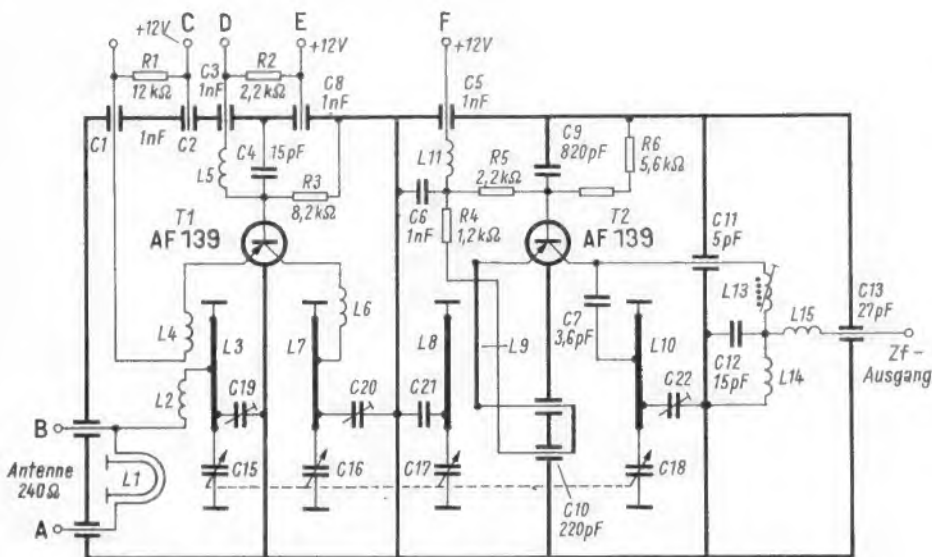 C D E F
+12V +12V +12V
R1
12kΩ
C3
1nF
R2
2,2kΩ
C8
1nF
C5
1nF
C1
1nF
C2
L5
C4
15pF
R3
8,2kΩ
L11
C9
820pF
R6
5,6kΩ
R5
2,2kΩ
C6
1nF
R4
1,2kΩ
T1
AF 139
T2
AF 139
C11
5pF
L4
L3
L7
L6
L8
L9
C7
3,6pF
L10
L13
L15
C13
27pF
Zf-
Ausgang
C12
15pF
L14
L2
C19
C20
C21
C22
B
Antenne
240Ω
A
L1
C15
C16
C17
C18
C10
220pF